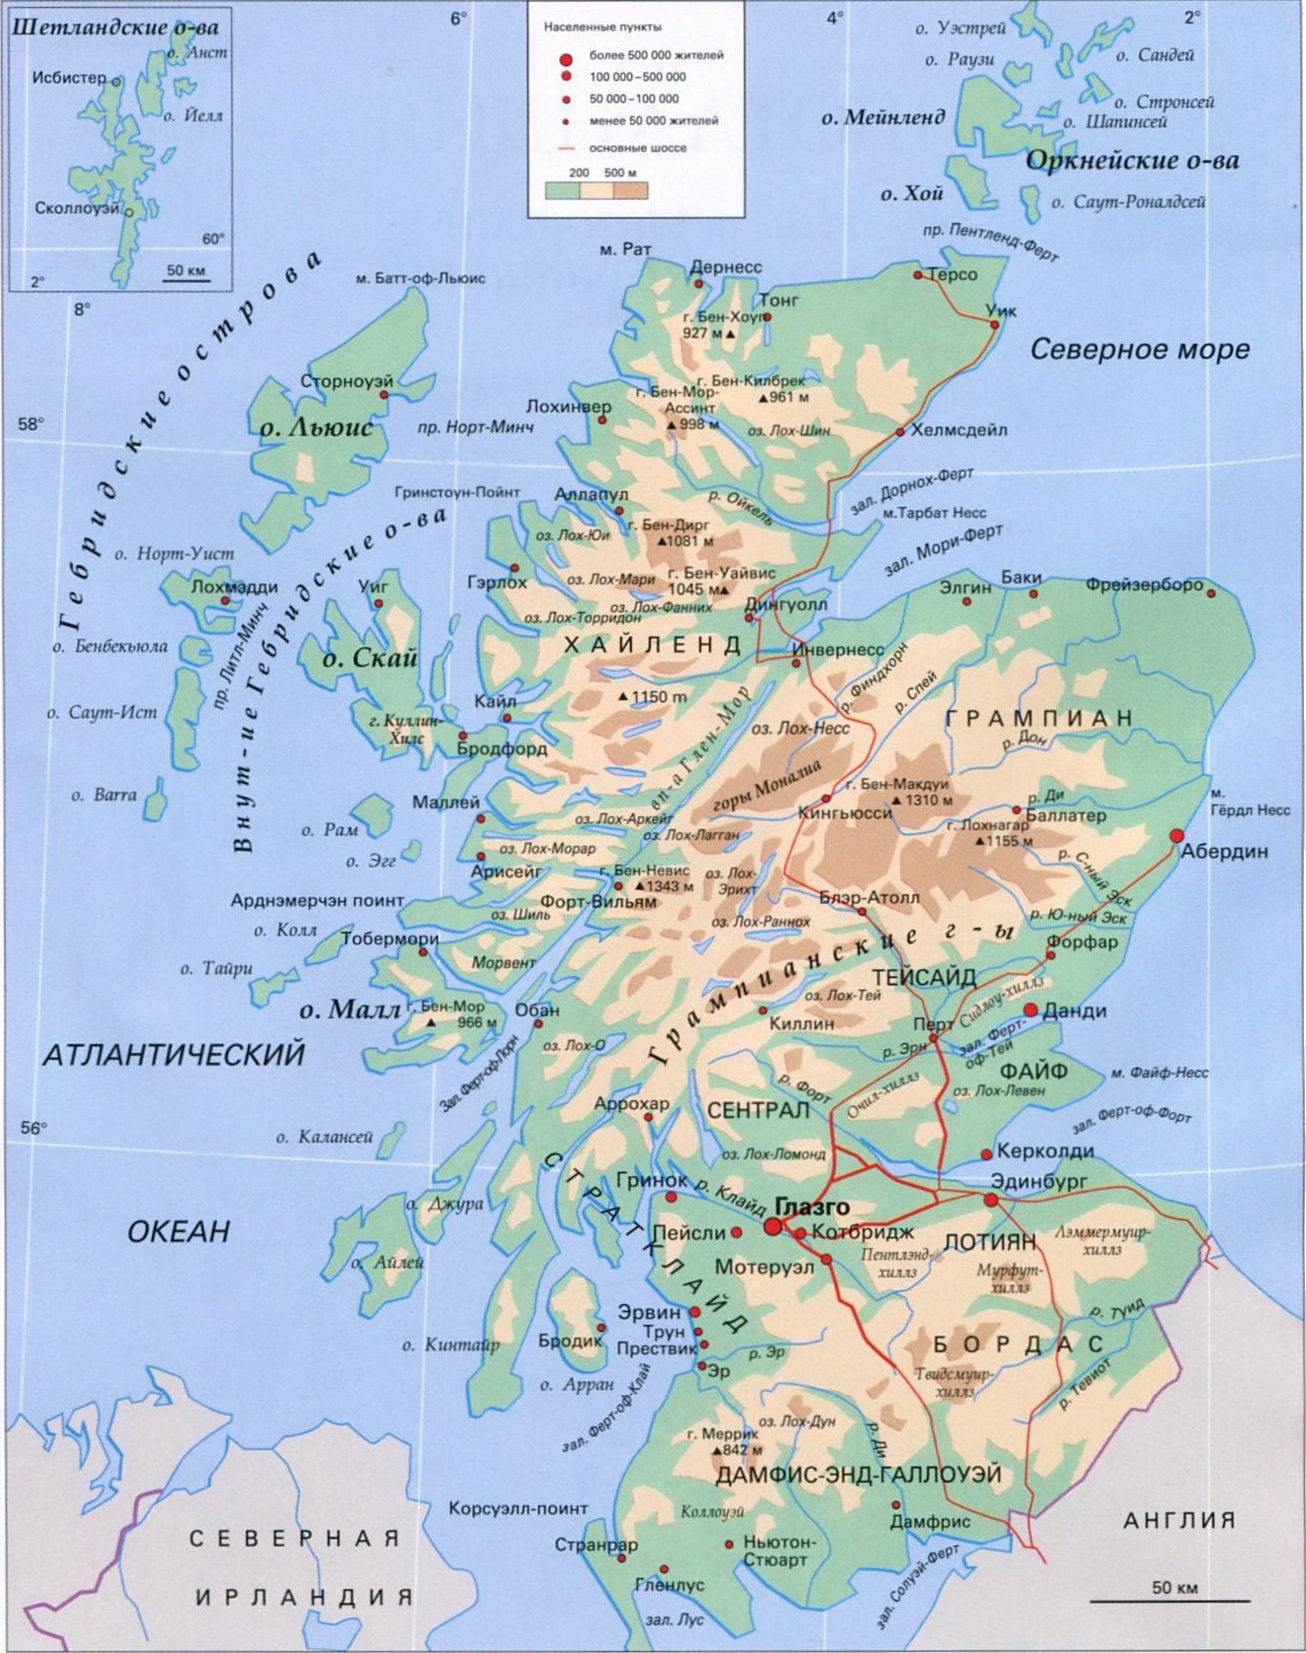 Шетландские о-ва
о. Анст
Исбистер
о. Йелл
Сколлоуэй
60°
50 км
2°
6°
4°
2°
Населенные пункты
более 500 000 жителей
100 000–500 000
50 000–100 000
менее 50 000 жителей
основные шоссе
200 500 м
о. Уэстрей
о. Раузи
о. Сандей
о. Стронсей
о. Мейнленд
о. Шапинсей
Оркнейские о-ва
о. Хой
о. Саут-Роналдсей
пр. Пентленд-Ферт
8°
Гебридские острова
м. Батт-оф-Льюис
м. Рат
Дернесс
Терсо
Тонг
г. Бен-Хоуп
927 м
Уик
Северное море
Сторноуэй
о. Льюис
пр. Норт-Минч
58°
г. Бен-Килбрек
961 м
г. Бен-Мор-
Ассинт
998 м
Лохинвер
оз. Лох-Шин
Хелмсдейл
Гринстоун-Пойнт
Аллапул
р. Ойкель
зал. Дорнох-Ферт
м.Тарбат Несс
Внут-ие Гебридские о-ва
оз. Лох-Юи
г. Бен-Дирг
1081 м
зал. Мори-Ферт
о. Норт-Уист
Лохмэдди
Уиг
Гэрлох
оз. Лох-Мари
г. Бен-Уайвис
1045 м
Элгин
Баки
Фрейзерборо
оз. Лох-Фанних
оз. Лох-Торридон
Дингуолл
ХАЙЛЕНД
Инвернесс
о. Бенбекьюла
пр. Литл-Минч
о. Скай
о. Саут-Ист
1150 m
р. Финдхорн
р. Спей
Кайл
г. Куллин-
Хилс
Бродфорд
вп-а Глен-Мор
оз. Лох-Несс
ГРАМПИАН
р. Дон
о. Barra
Маллей
горы Моналиа
г. Бен-Макдуи
1310 м
Кингьюсси
р. Ди
Баллатер
м.
Гёрдл Несс
о. Рам
о. Эгг
оз. Лох-Аркейг
оз. Лох-Лагган
г. Лохнагар
1155 м
оз. Лох-Морар
Арисейг
Абердин
р. С-ный Эск
г. Бен-Невис
1343 м
оз. Лох-
Эрихт
Форт-Вильям
Блэр-Атолл
Арднэмерчэн поинт
оз. Шиль
оз. Лох-Раннох
р. Ю-ный Эск
о. Колл
Тобермори
Форфар
о. Тайри
Морвент
Грампианские г-ы
ТЕЙСАЙД
оз. Лох-Тей
Сидлоу-хиллз
о. Малл
г. Бен-Мор
966 м
Обан
Киллин
Перт
Данди
АТЛАНТИЧЕСКИЙ
оз. Лох-О
р. Эрн
зал. Ферт-
оф-Тей
ФАЙФ
м. Файф-Несс
Зал. Ферт-оф-Лорн
р. Форт
Очил-хиллз
оз. Лох-Левен
Аррохар
СЕНТРАЛ
зал. Ферт-оф-Форт
56°
о. Калансей
оз. Лох-Ломонд
Керколди
СТРАТКЛАЙД
Гринок
р. Клайд
Эдинбург
о. Джура
Глазго
Пейсли
Котбридж
ЛОТИЯН
Лэммермуир-
хиллз
ОКЕАН
о. Айлей
Мотеруэл
Пентлэнд-
хиллз
Мурфут-
хиллз
Эрвин
Трун
Прествик
р. Туид
Бродик
БОРДАС
о. Кинтайр
р. Эр
Эр
Твидсмуир-
хиллз
р. Тевиот
о. Арран
зал. Ферт-оф-Клай
г. Меррик
842 м
оз. Лох-Дун
р. Ди
ДАМФИС-ЭНД-ГАЛЛОУЭЙ
Корсуэлл-поинт
Коллоуэй
Дамфрис
АНГЛИЯ
СЕВЕРНАЯ
ИРЛАНДИЯ
Странрар
Ньютон-
Стюарт
Гленлус
зал. Лус
зал. Солуэй-Ферт
50 км